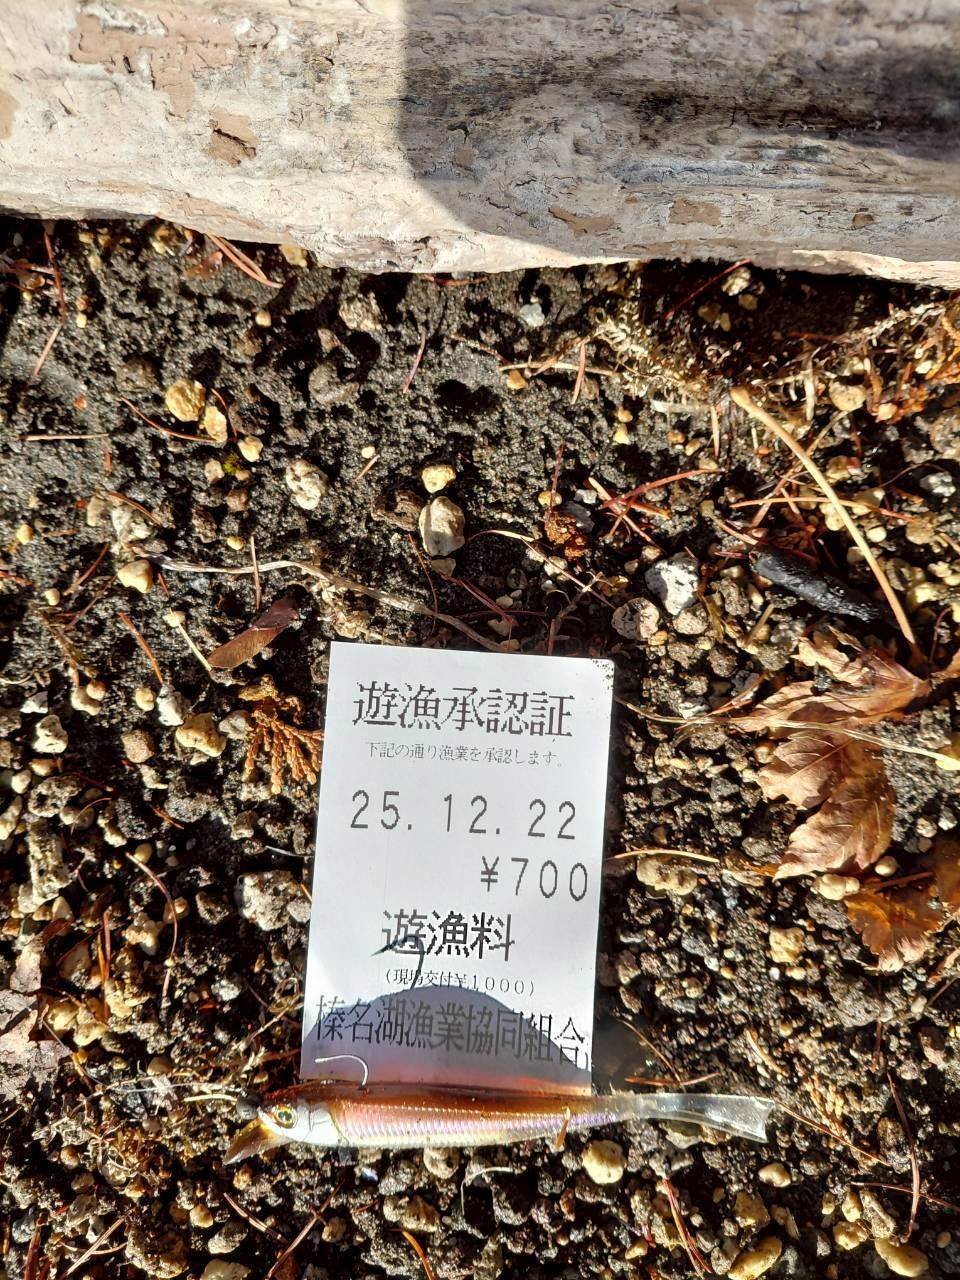 遊漁承認証
下記の通り漁業を承認します。
25.12.22
¥700
遊漁料
(現場交付¥1000)
榛名湖漁業協同組合